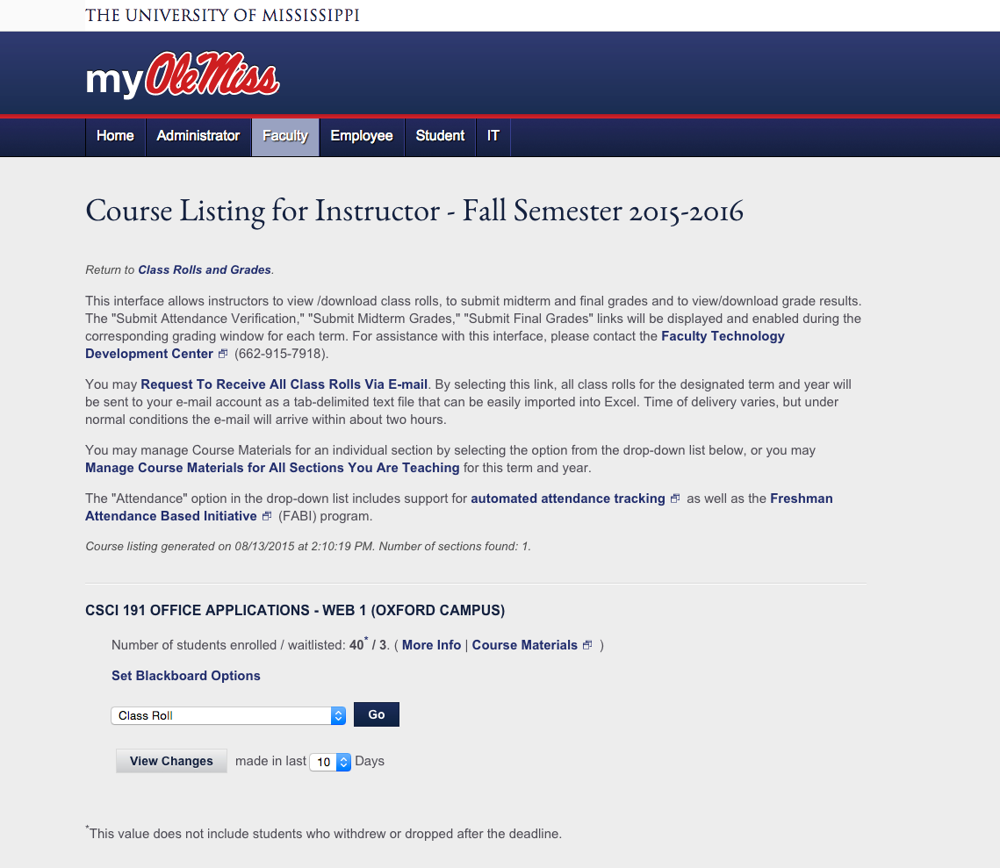 THE UNIVERSITY OF MISSISSIPPI
my Ole Miss
Home Administrator Faculty Employee Student IT
Course Listing for Instructor - Fall Semester 2015-2016
Return to Class Rolls and Grades.
This interface allows instructors to view /download class rolls, to submit midterm and final grades and to view/download grade results.
The "Submit Attendance Verification," "Submit Midterm Grades," "Submit Final Grades" links will be displayed and enabled during the
corresponding grading window for each term. For assistance with this interface, please contact the Faculty Technology
Development Center (662-915-7918).
You may Request To Receive All Class Rolls Via E-mail. By selecting this link, all class rolls for the designated term and year will
be sent to your e-mail account as a tab-delimited text file that can be easily imported into Excel. Time of delivery varies, but under
normal conditions the e-mail will arrive within about two hours.
You may manage Course Materials for an individual section by selecting the option from the drop-down list below, or you may
Manage Course Materials for All Sections You Are Teaching for this term and year.
The "Attendance" option in the drop-down list includes support for automated attendance tracking as well as the Freshman
Attendance Based Initiative (FABI) program.
Course listing generated on 08/13/2015 at 2:10:19 PM. Number of sections found: 1.
CSCI 191 OFFICE APPLICATIONS - WEB 1 (OXFORD CAMPUS)
Number of students enrolled / waitlisted: 40* / 3. ( More Info | Course Materials )
Set Blackboard Options
Class Roll Go
View Changes made in last 10 Days
*This value does not include students who withdrew or dropped after the deadline.